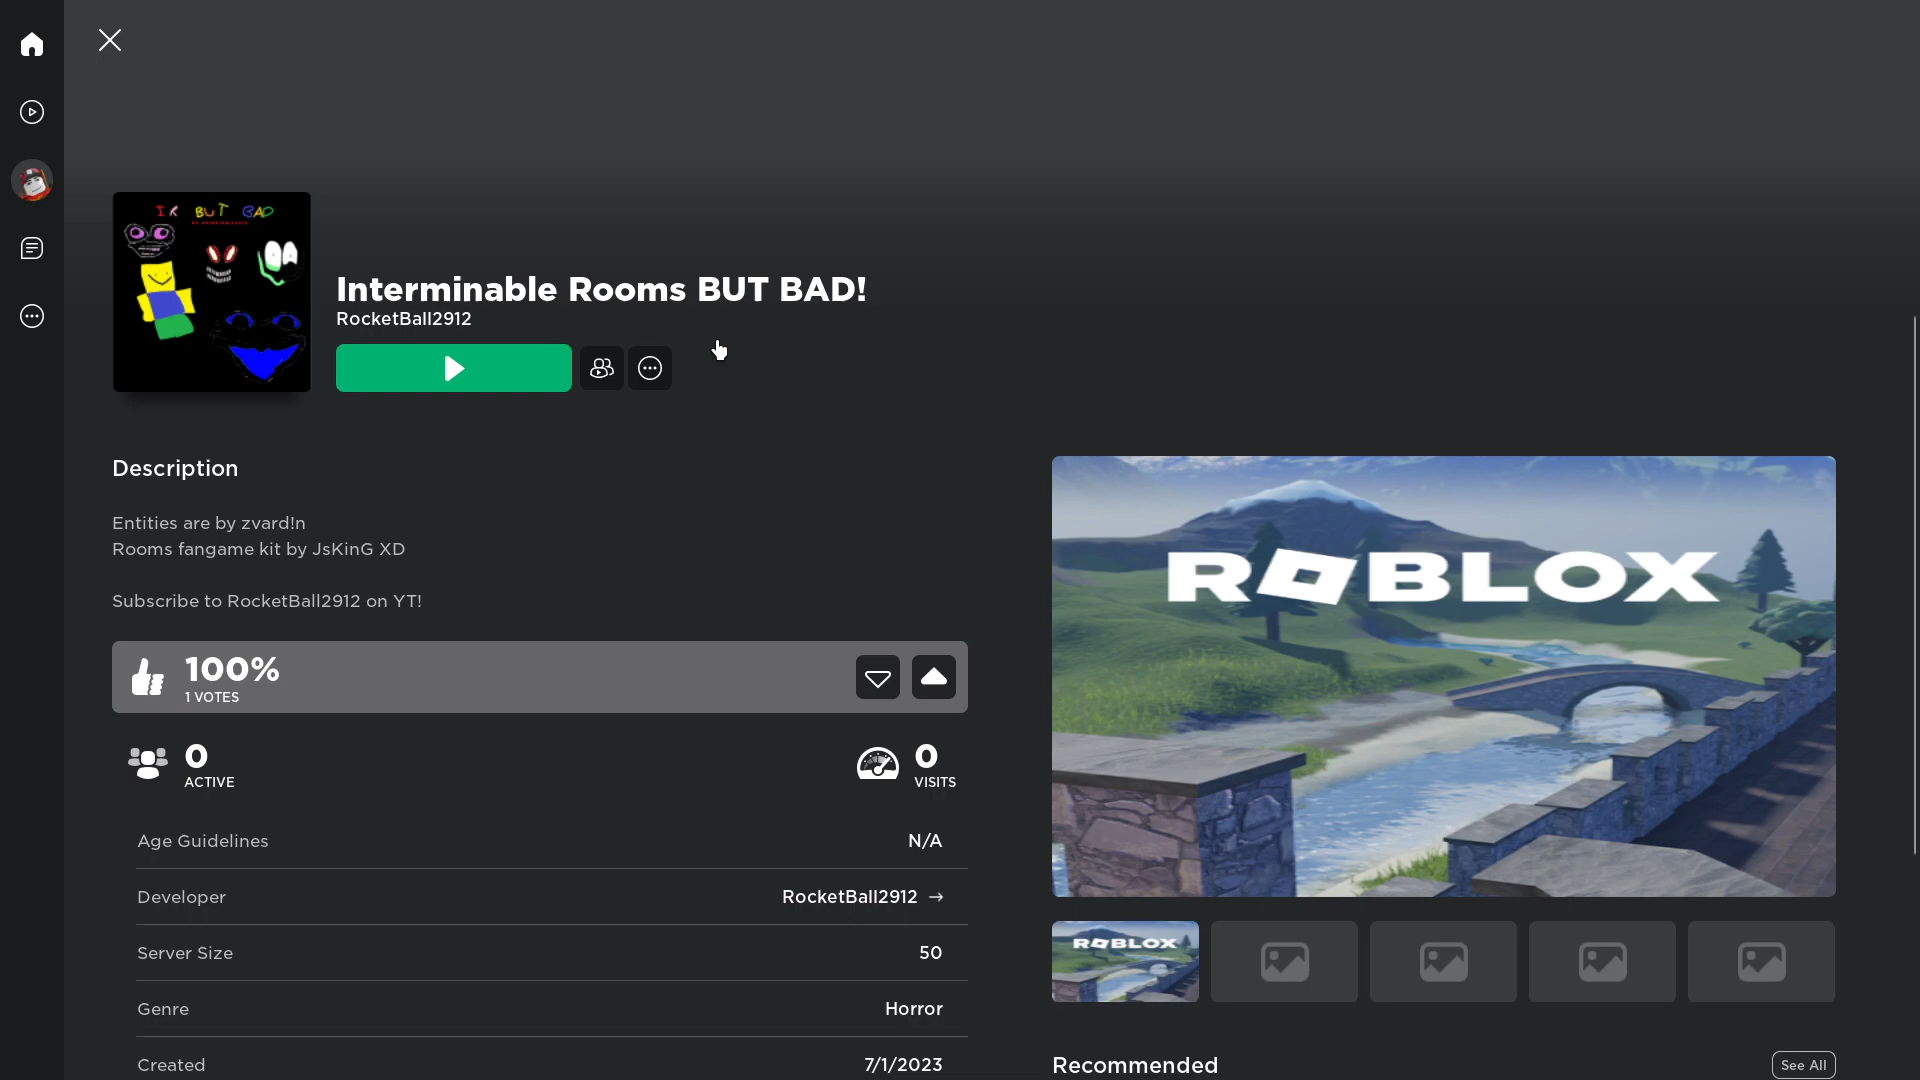 IR BUT BAD
Interminable Rooms BUT BAD!
RocketBall2912
Description
Entities are by zvard!n
Rooms fangame kit by JsKinG XD
Subscribe to RocketBall2912 on YT!
100%
1 VOTES
0
ACTIVE
0
VISITS
Age Guidelines N/A
Developer RocketBall2912 →
Server Size 50
Genre Horror
Created 7/1/2023
ROBLOX
ROBLOX
Recommended
See All